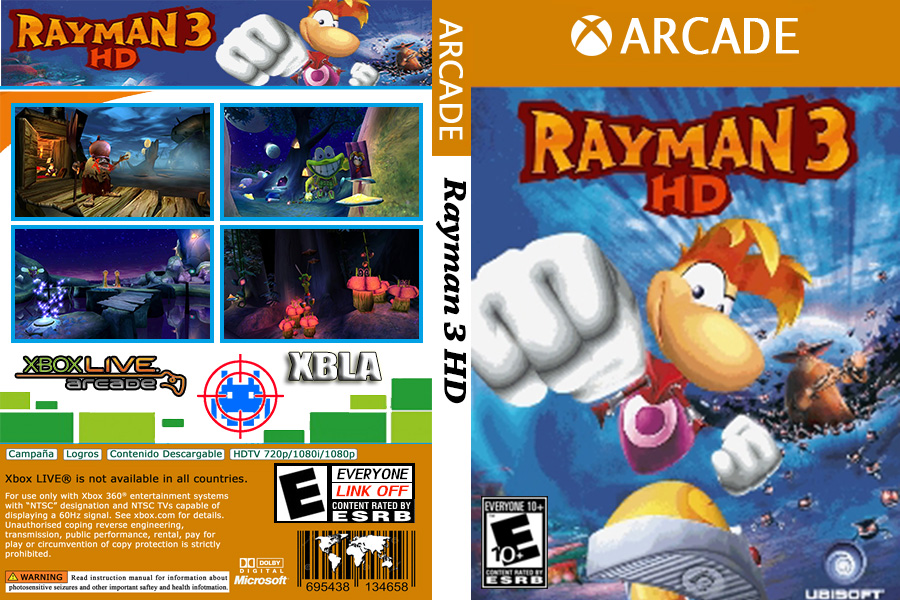 RAYMAN 3
HD
XBOX LIVE
arcade
XBLA
Campaña
Logros
Contenido Descargable
HDTV 720p/1080i/1080p
Xbox LIVE® is not available in all countries.
For use only with Xbox 360® entertainment systems
with “NTSC” designation and NTSC TVs capable of
displaying a 60Hz signal. See xbox.com for details.
Unauthorised coping reverse engineering,
transmission, public performance, rental, pay for
play or circumvention of copy protection is strictly
prohibited.
WARNING Read instruction manual for information about
photosensitive seizures and other important saftey and health infotmation.
E
EVERYONE
LINK OFF
CONTENT RATED BY
ESRB
DOLBY
DIGITAL
Microsoft
695438 134658
ARCADE
Rayman 3 HD
ARCADE
RAYMAN 3
HD
EVERYONE 10+
E
10+
CONTENT RATED BY
ESRB
UBISOFT